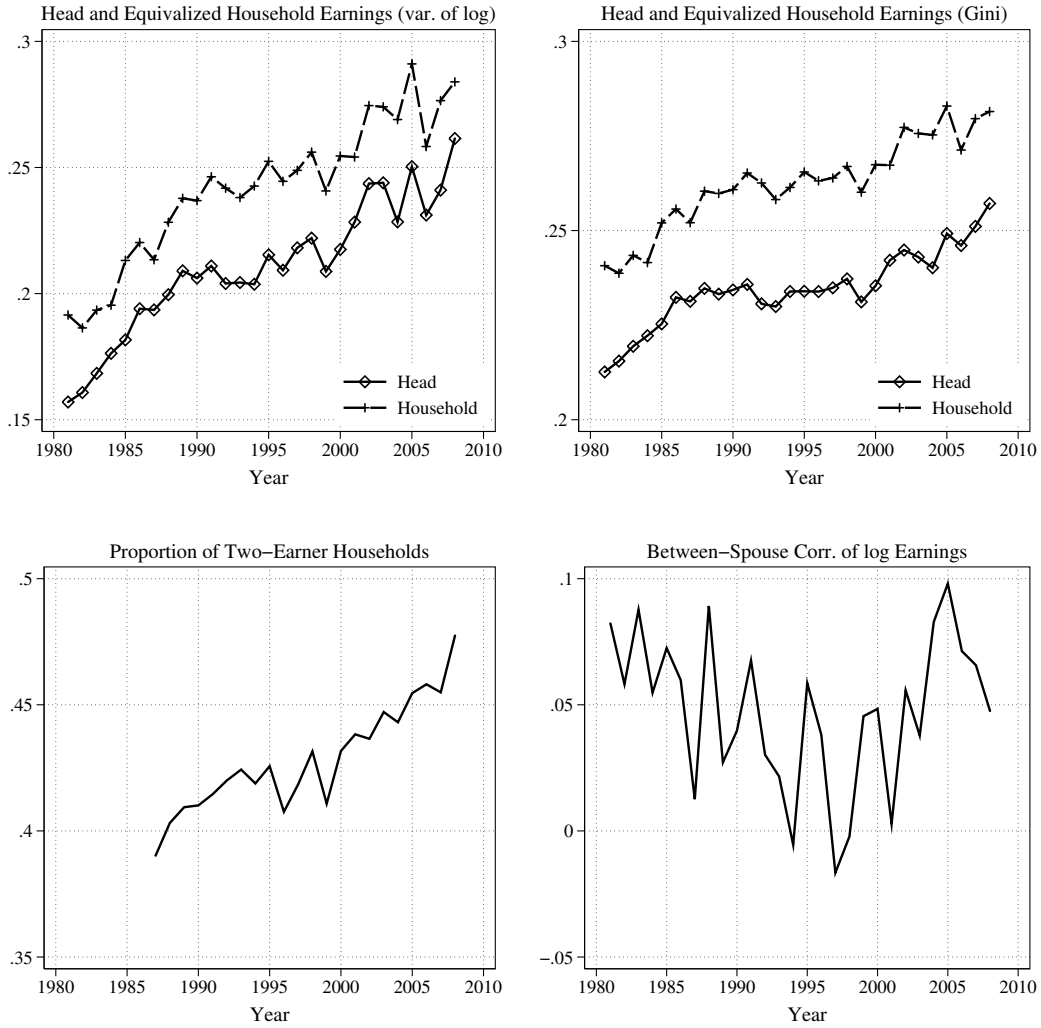 Head and Equivalized Household Earnings (var. of log)
.3
.25
.2
.15
Head
Household
1980 1985 1990 1995 2000 2005 2010
Year
Head and Equivalized Household Earnings (Gini)
.3
.25
.2
Head
Household
1980 1985 1990 1995 2000 2005 2010
Year
Proportion of Two−Earner Households
.5
.45
.4
.35
1980 1985 1990 1995 2000 2005 2010
Year
Between−Spouse Corr. of log Earnings
.1
.05
0
−.05
1980 1985 1990 1995 2000 2005 2010
Year